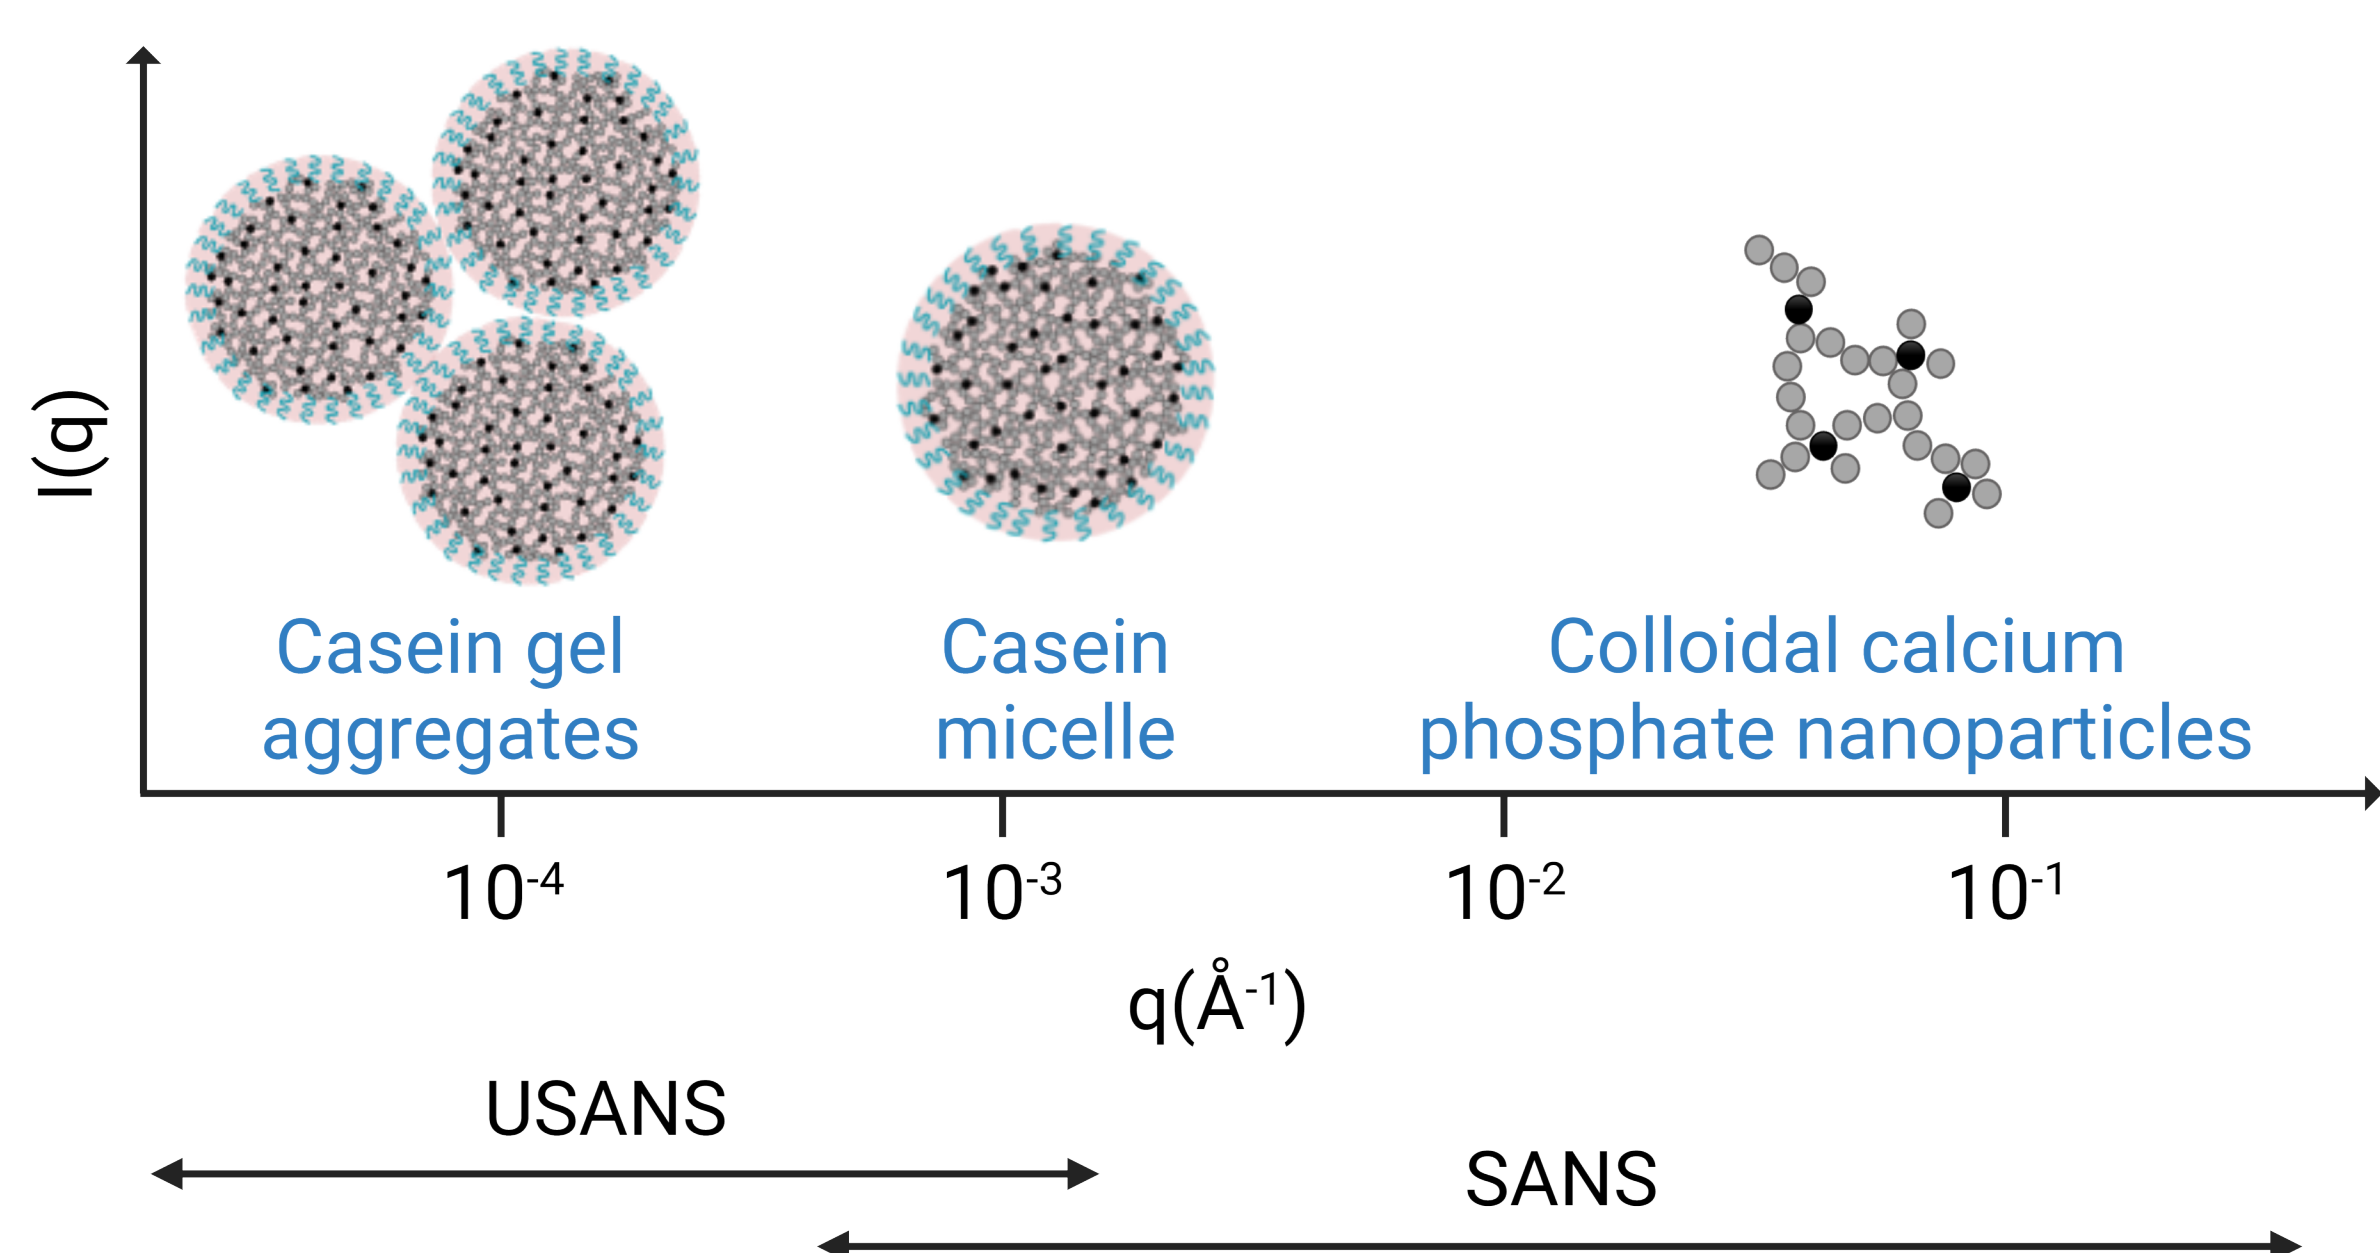 I(q)
Casein gel
aggregates
Casein
micelle
Colloidal calcium
phosphate nanoparticles
10⁻⁴
10⁻³
10⁻²
10⁻¹
q(Å⁻¹)
USANS
SANS